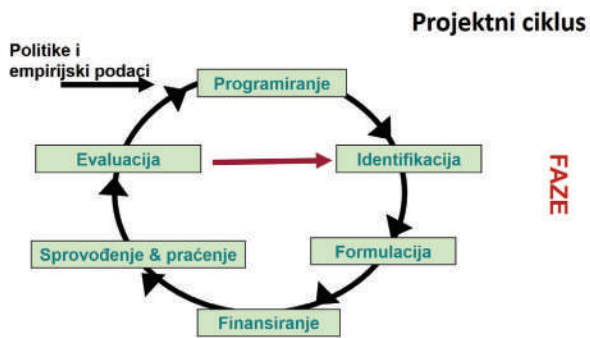 Projektni ciklus
Politike i
empirijski podaci
Programiranje
Evaluacija
Identifikacija
FAZE
Sprovođenje & praćenje
Formulacija
Finansiranje